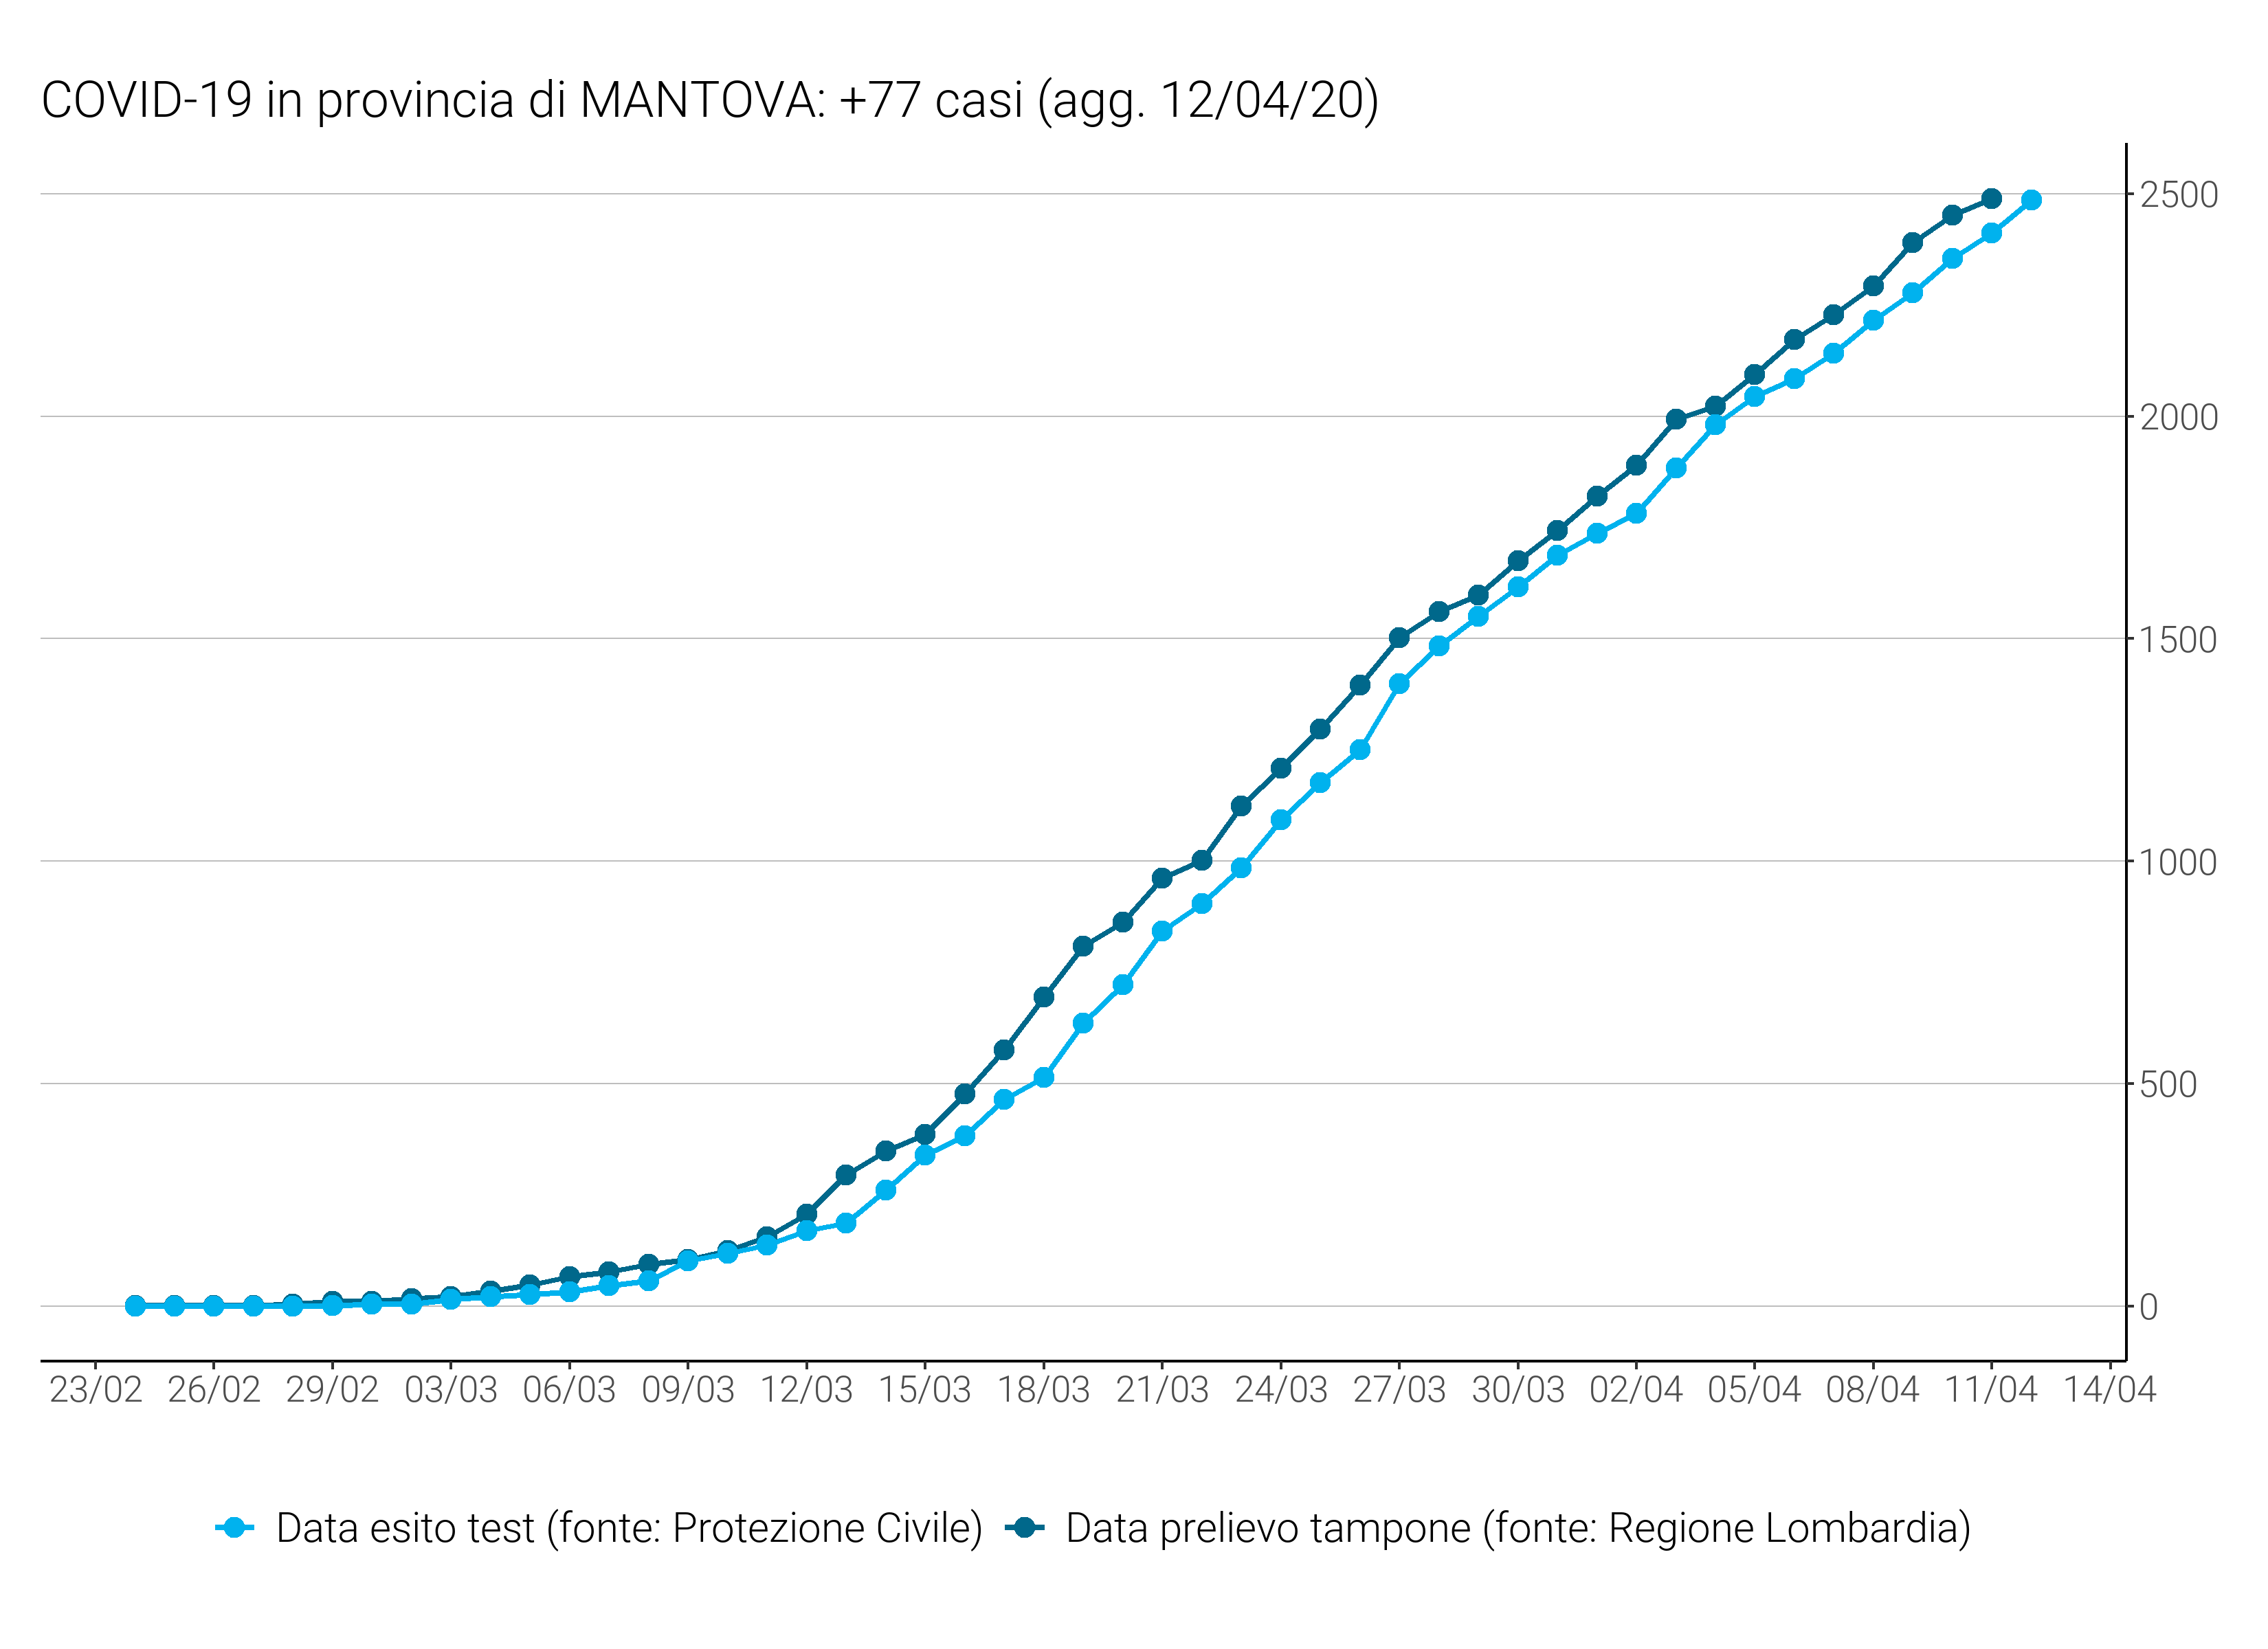 COVID-19 in provincia di MANTOVA: +77 casi (agg. 12/04/20)
2500
2000
1500
1000
500
0
23/02 26/02 29/02 03/03 06/03 09/03 12/03 15/03 18/03 21/03 24/03 27/03 30/03 02/04 05/04 08/04 11/04 14/04
Data esito test (fonte: Protezione Civile) Data prelievo tampone (fonte: Regione Lombardia)